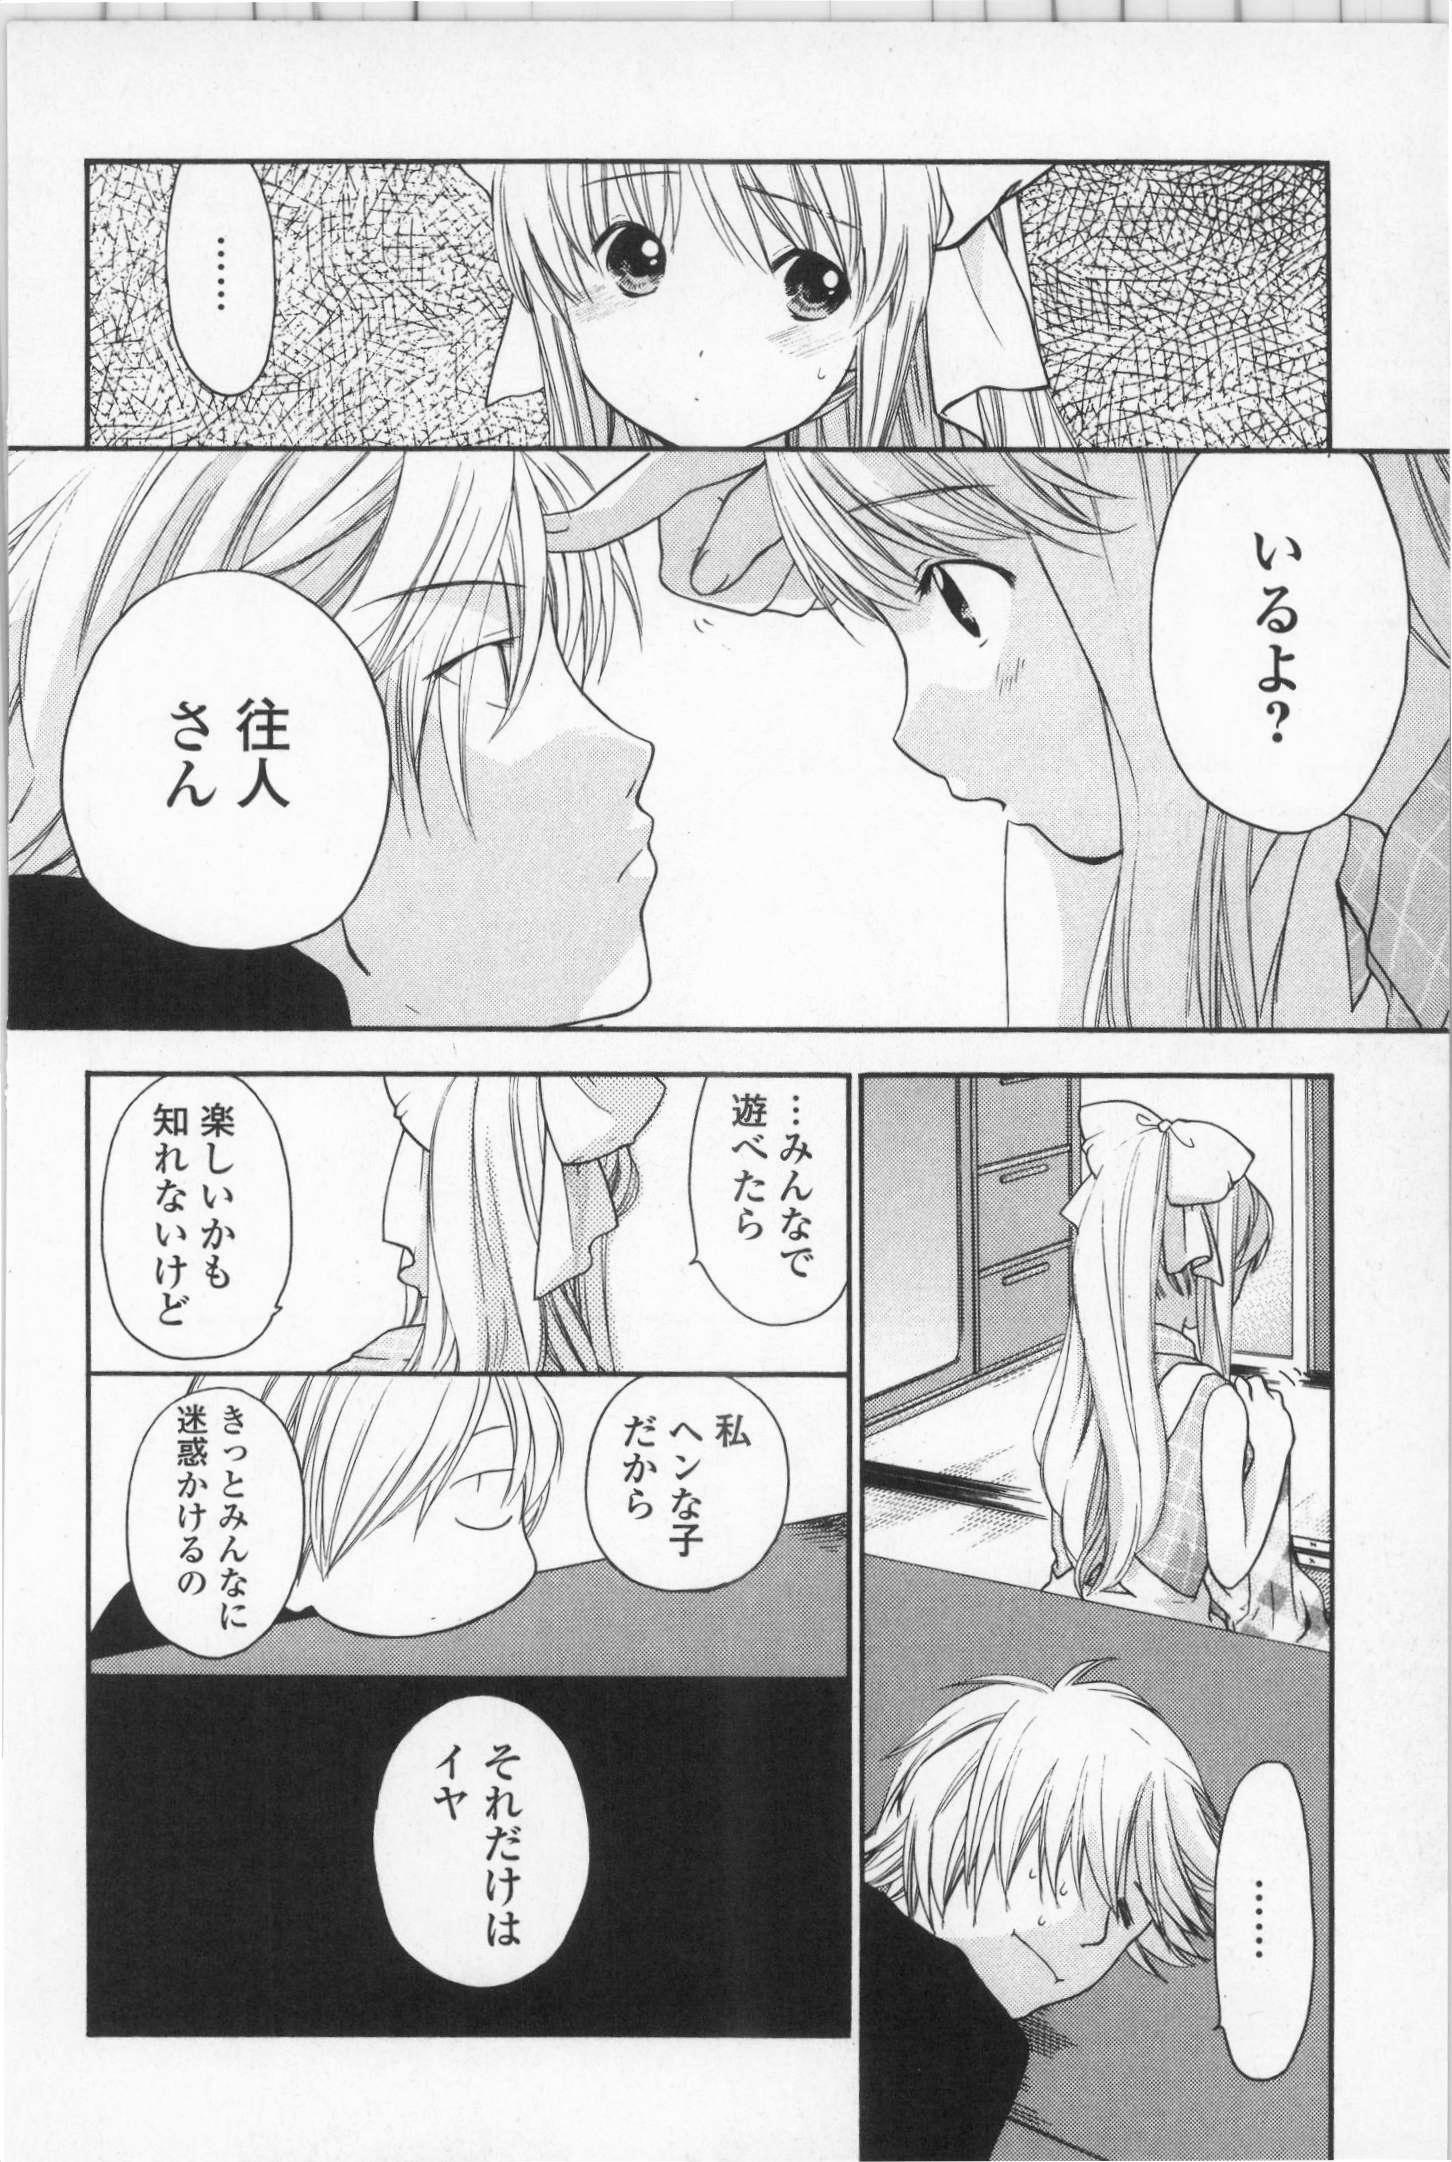 ……
いるよ?
往人
さん
……
…みんなで
遊べたら
楽しいかも
知れないけど
私
ヘンな子
だから
きっとみんなに
迷惑かけるの
それだけは
イヤ